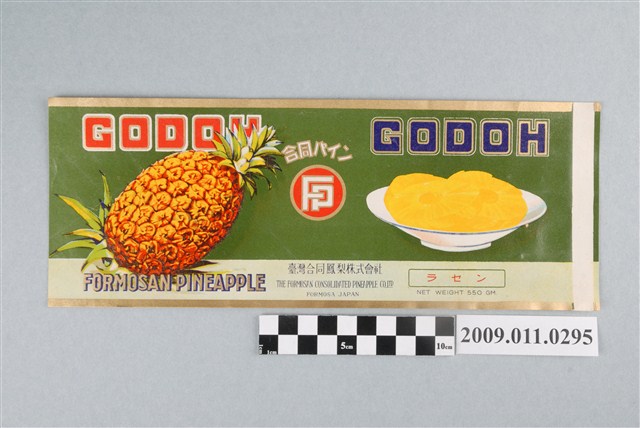 GODOH
FORMOSAN PINEAPPLE
合同パイン
FP
臺灣合同鳳梨株式會社
THE FORMOSAN CONSOLIDATED PINEAPPLE CO.LTD
FORMOSA, JAPAN
GODOH
ラセン
NET WEIGHT 550 GM.
1cm
5cm
10cm
2009.011.0295